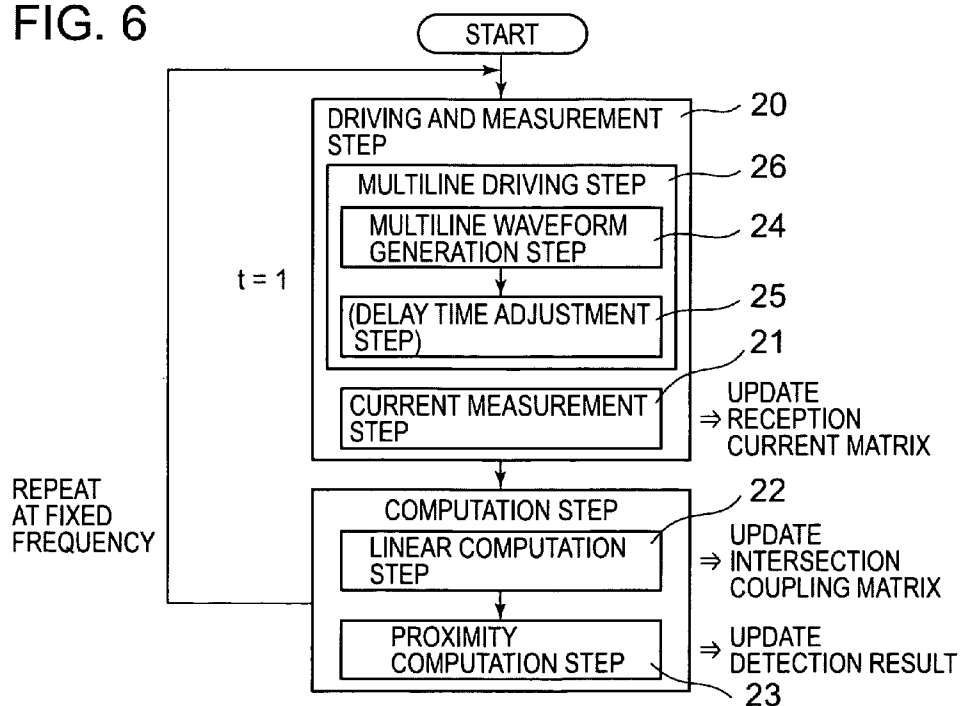 FIG. 6
START
DRIVING AND MEASUREMENT
STEP
20
MULTILINE DRIVING STEP
26
MULTILINE WAVEFORM
GENERATION STEP
24
t = 1
(DELAY TIME ADJUSTMENT
STEP)
25
CURRENT MEASUREMENT
STEP
21
⇒ UPDATE
RECEPTION
CURRENT MATRIX
REPEAT
AT FIXED
FREQUENCY
COMPUTATION STEP
LINEAR COMPUTATION
STEP
22
⇒ UPDATE
INTERSECTION
COUPLING MATRIX
PROXIMITY
COMPUTATION STEP
23
⇒ UPDATE
DETECTION RESULT